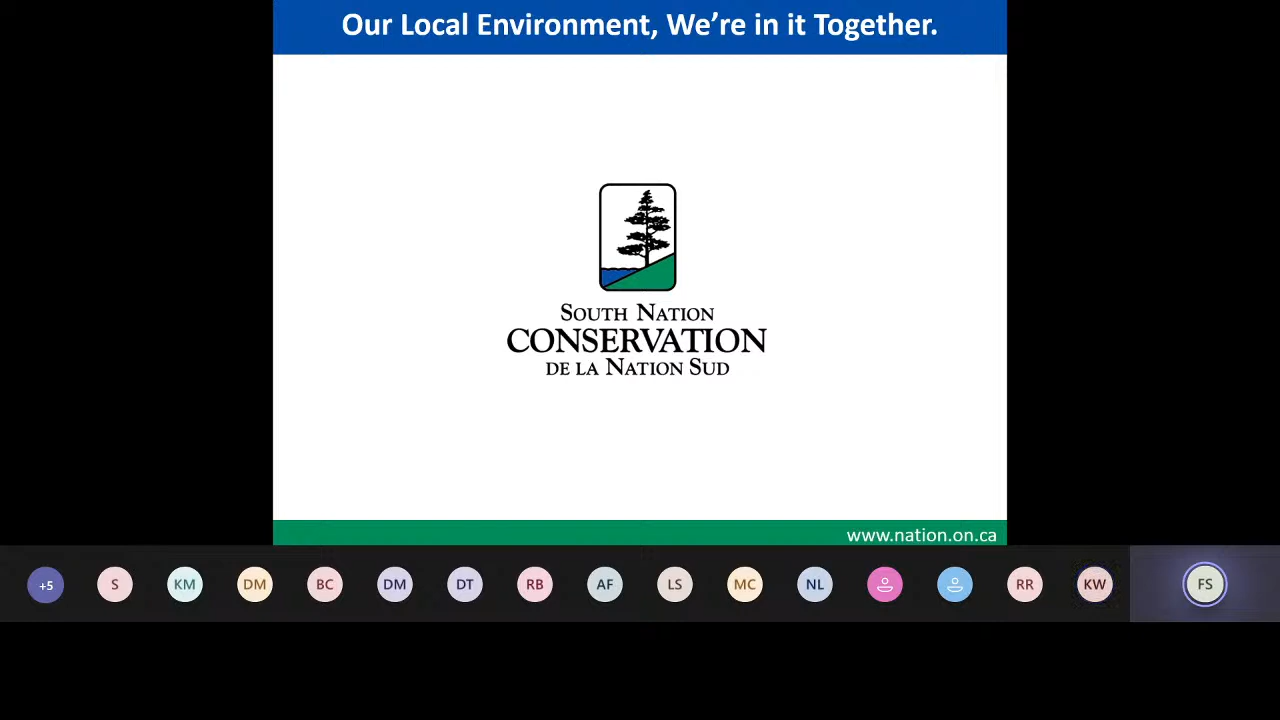 Our Local Environment, We're in it Together.
SOUTH NATION
CONSERVATION
DE LA NATION SUD
www.nation.on.ca
+5 S KM DM BC DM DT RB AF LS MC NL RR KW FS